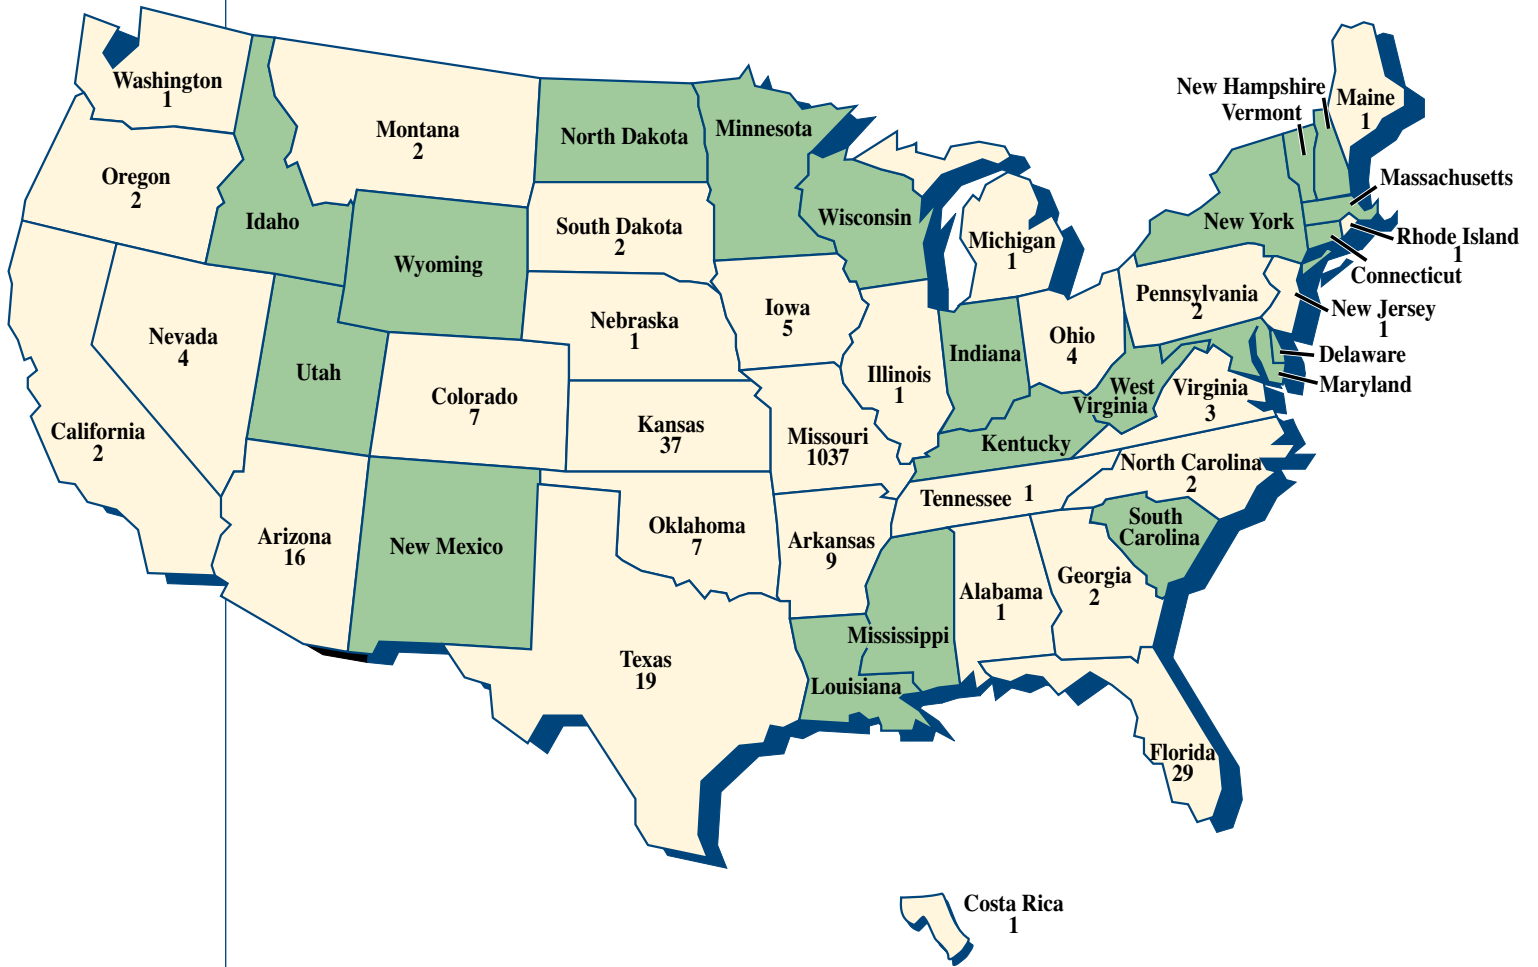 Washington
1
Oregon
2
California
2
Nevada
4
Idaho
Montana
2
Wyoming
Utah
Arizona
16
Colorado
7
New Mexico
North Dakota
South Dakota
2
Nebraska
1
Kansas
37
Oklahoma
7
Texas
19
Minnesota
Iowa
5
Missouri
1037
Arkansas
9
Louisiana
Wisconsin
Illinois
1
Michigan
1
Indiana
Ohio
4
Kentucky
Tennessee 1
Mississippi
Alabama
1
Georgia
2
Florida
29
South
Carolina
North Carolina
2
Virginia
3
West
Virginia
Pennsylvania
2
New York
New Hampshire
Vermont
Maine
1
Massachusetts
Rhode Island
1
Connecticut
New Jersey
1
Delaware
Maryland
Costa Rica
1